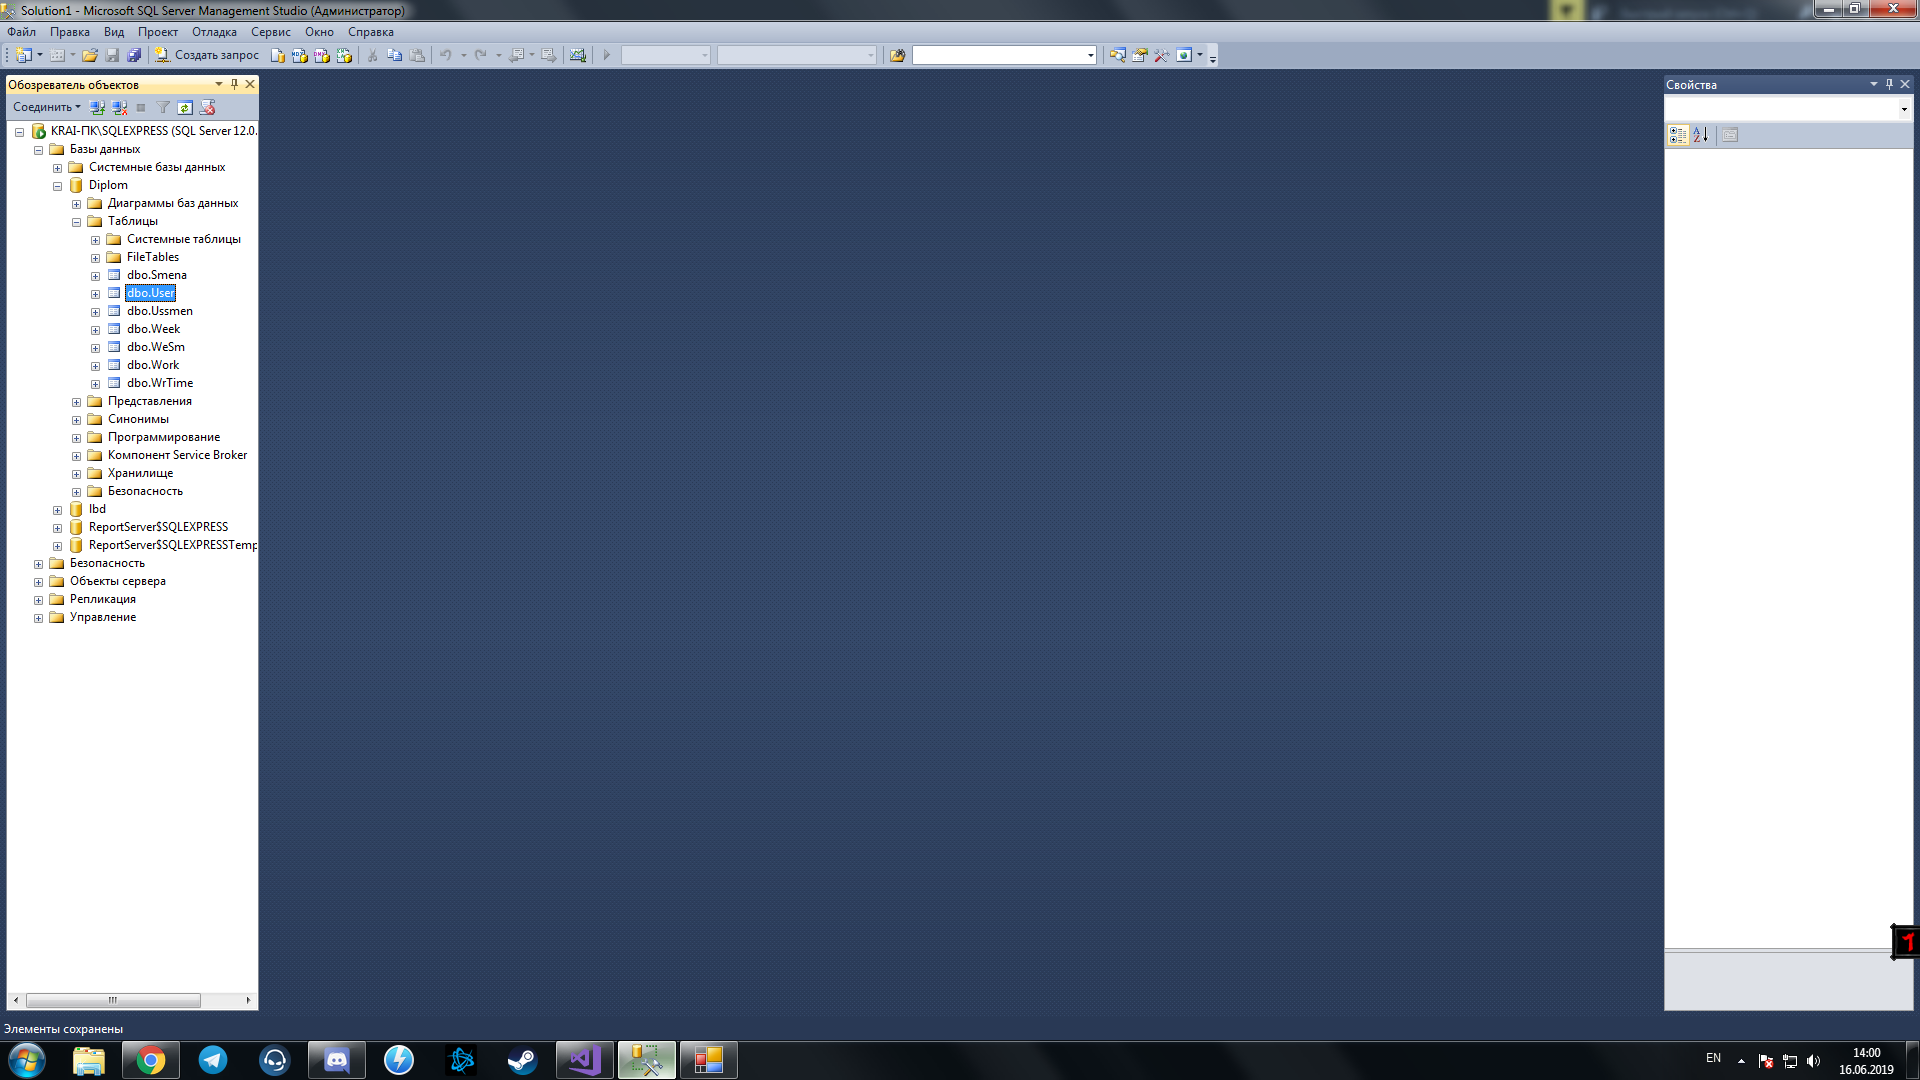 Solution1 - Microsoft SQL Server Management Studio (Администратор)
Файл Правка Вид Проект Отладка Сервис Окно Справка
Создать запрос
Обозреватель объектов
Свойства
Соединить
KRAI-ПК\SQLEXPRESS (SQL Server 12.0.
Базы данных
Системные базы данных
Diplom
Диаграммы баз данных
Таблицы
Системные таблицы
FileTables
dbo.Smena
dbo.User
dbo.Ussmen
dbo.Week
dbo.WeSm
dbo.Work
dbo.WrTime
Представления
Синонимы
Программирование
Компонент Service Broker
Хранилище
Безопасность
lbd
ReportServer$SQLEXPRESS
ReportServer$SQLEXPRESSTemp
Безопасность
Объекты сервера
Репликация
Управление
Элементы сохранены
EN
14:00
16.06.2019